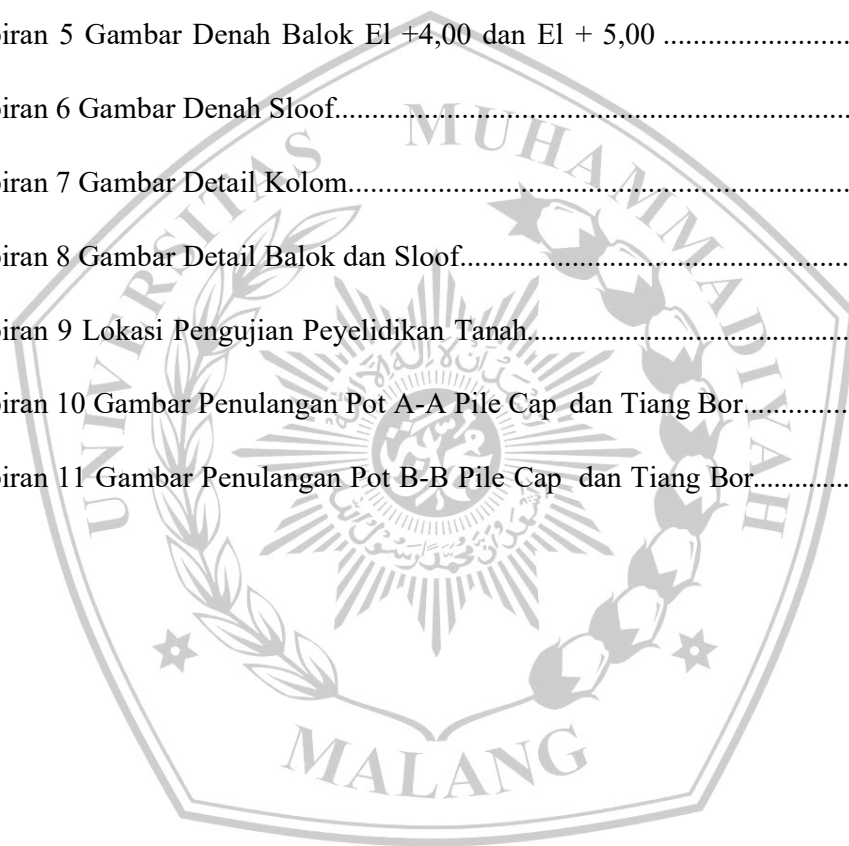 piran 5 Gambar Denah Balok El +4,00 dan El + 5,00 ........................
piran 6 Gambar Denah Sloof....................................................................
piran 7 Gambar Detail Kolom..................................................................
piran 8 Gambar Detail Balok dan Sloof....................................................
piran 9 Lokasi Pengujian Peyelidikan Tanah...........................................
piran 10 Gambar Penulangan Pot A-A Pile Cap dan Tiang Bor..............
piran 11 Gambar Penulangan Pot B-B Pile Cap dan Tiang Bor.............
UNIVERSITAS MUHAMMADIYAH
MALANG